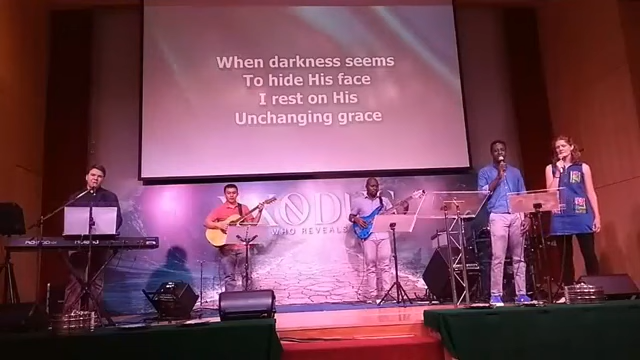 When darkness seems
To hide His face
I rest on His
Unchanging grace
EXODUS
WHO REVEALS